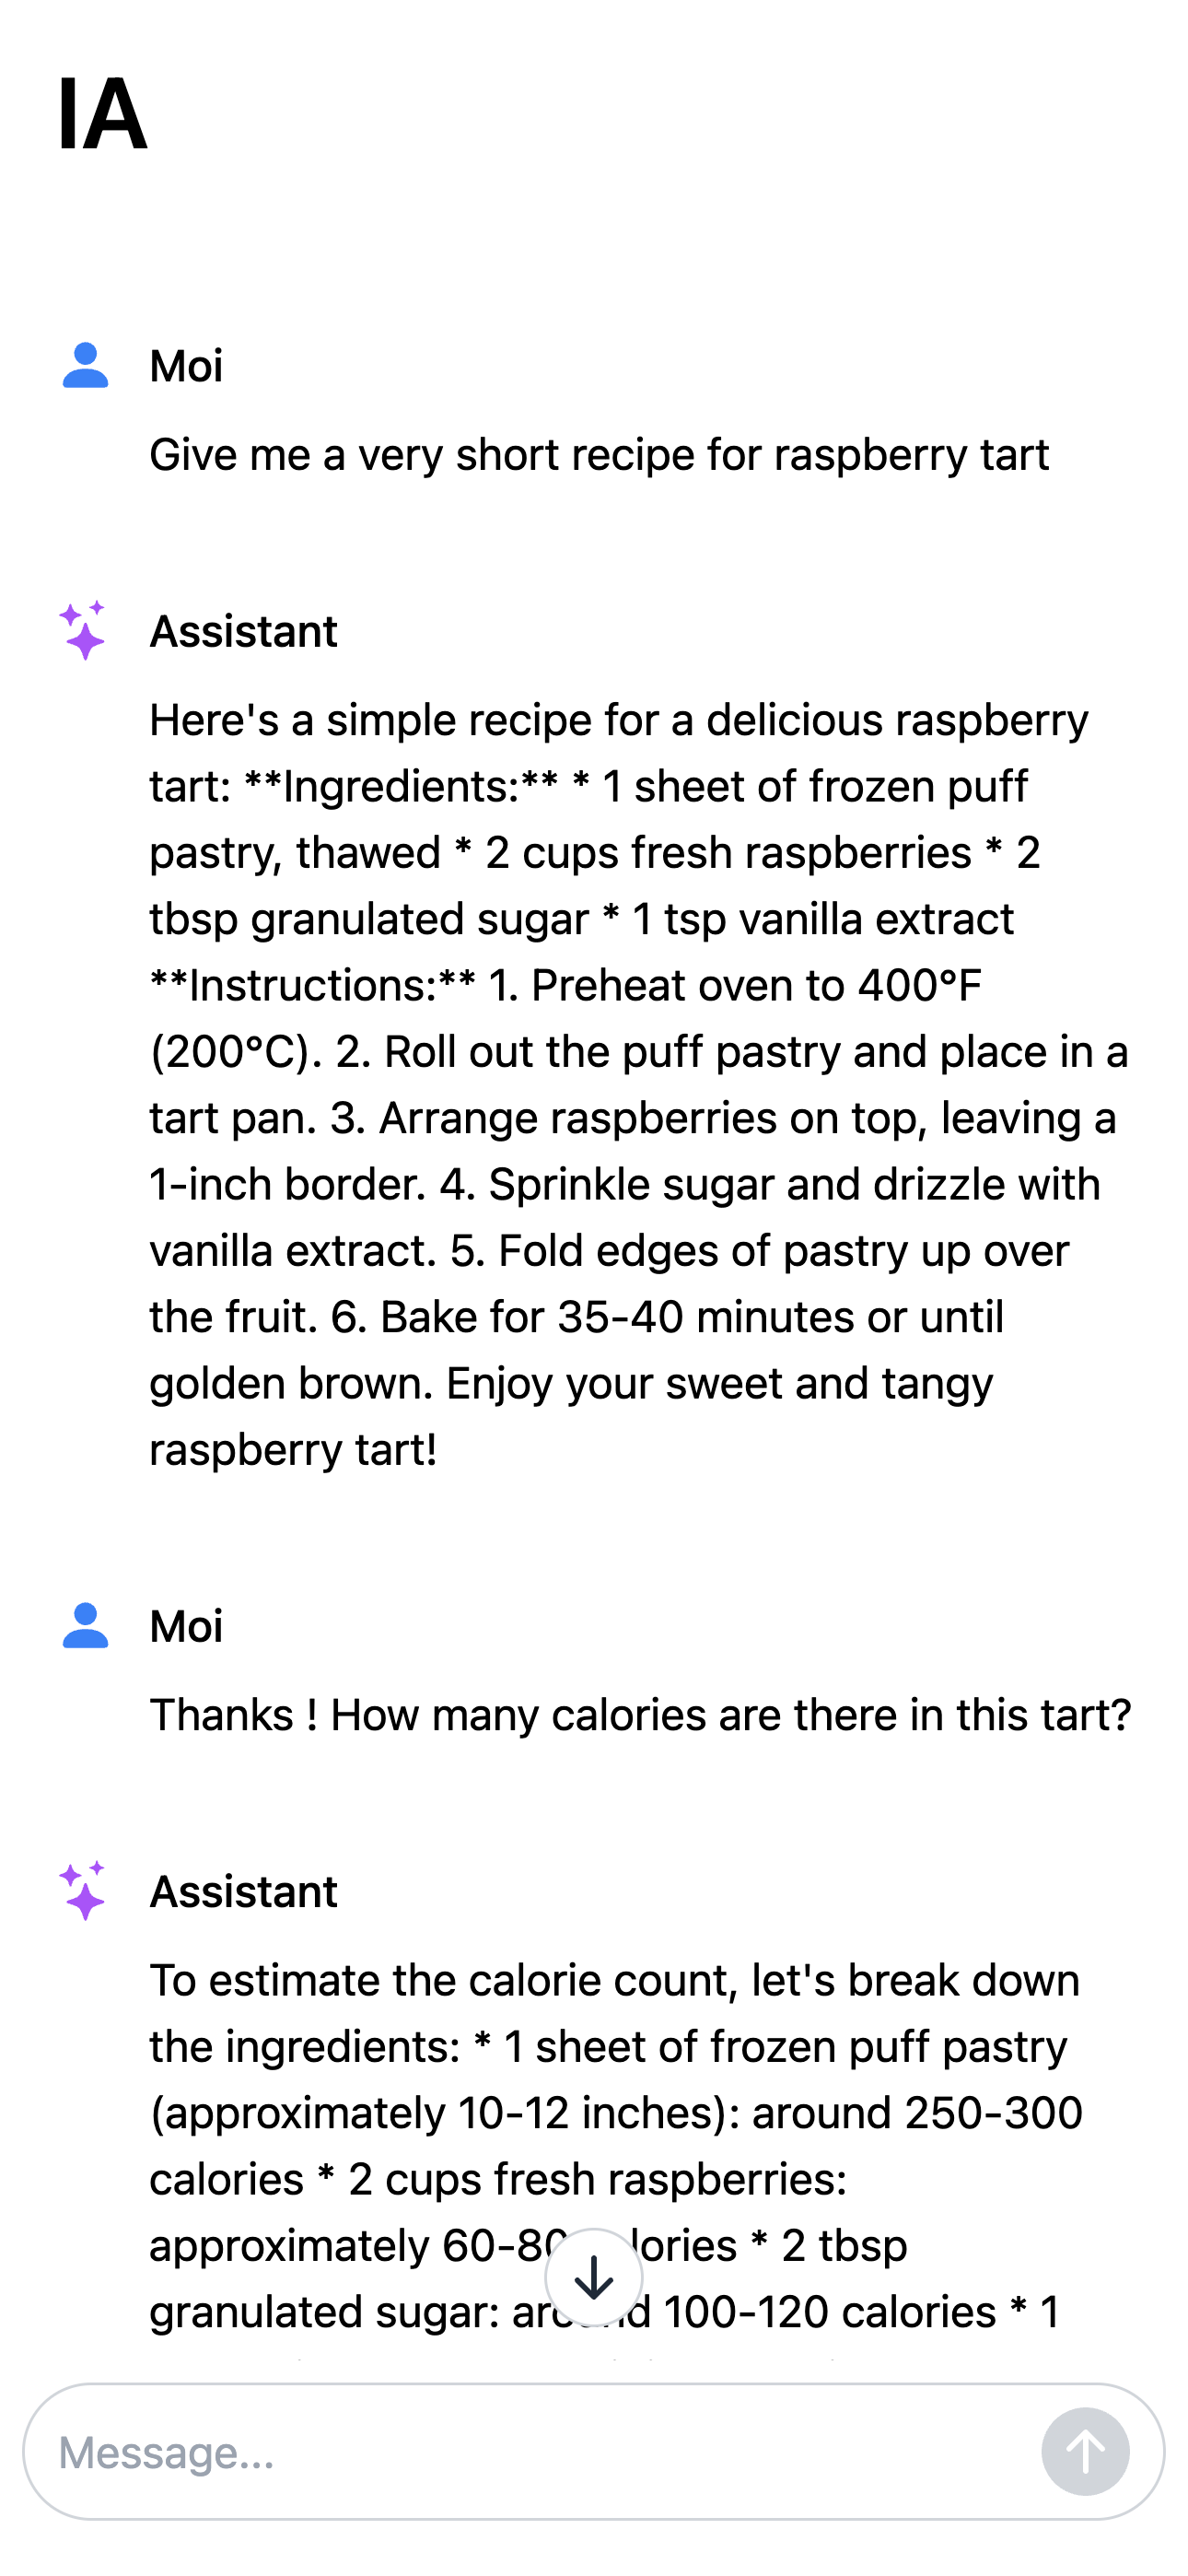 IA
Moi
Give me a very short recipe for raspberry tart
Assistant
Here's a simple recipe for a delicious raspberry
tart: **Ingredients:** * 1 sheet of frozen puff
pastry, thawed * 2 cups fresh raspberries * 2
tbsp granulated sugar * 1 tsp vanilla extract
**Instructions:** 1. Preheat oven to 400°F
(200°C). 2. Roll out the puff pastry and place in a
tart pan. 3. Arrange raspberries on top, leaving a
1-inch border. 4. Sprinkle sugar and drizzle with
vanilla extract. 5. Fold edges of pastry up over
the fruit. 6. Bake for 35-40 minutes or until
golden brown. Enjoy your sweet and tangy
raspberry tart!
Moi
Thanks ! How many calories are there in this tart?
Assistant
To estimate the calorie count, let's break down
the ingredients: * 1 sheet of frozen puff pastry
(approximately 10-12 inches): around 250-300
calories * 2 cups fresh raspberries:
approximately 60-80 calories * 2 tbsp
granulated sugar: around 100-120 calories * 1
Message...